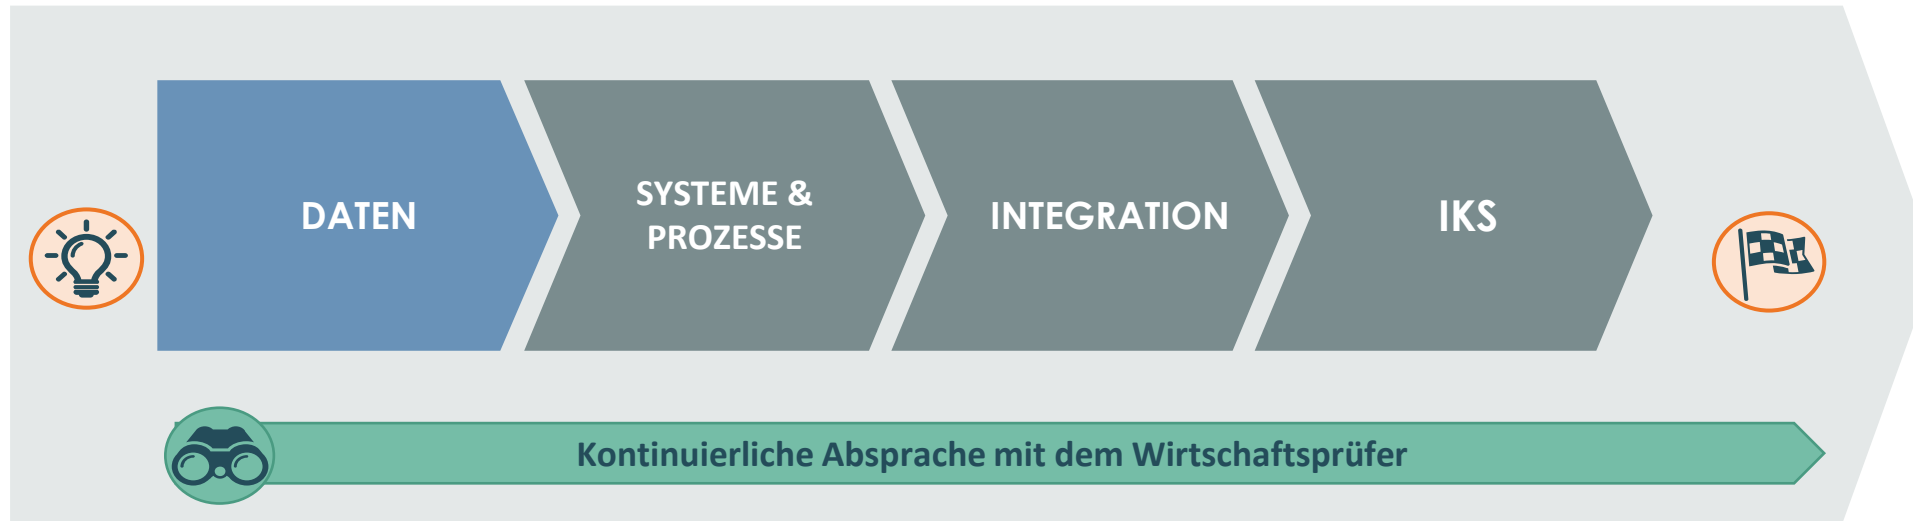 DATEN
SYSTEME &
PROZESSE
INTEGRATION
IKS
Kontinuierliche Absprache mit dem Wirtschaftsprüfer